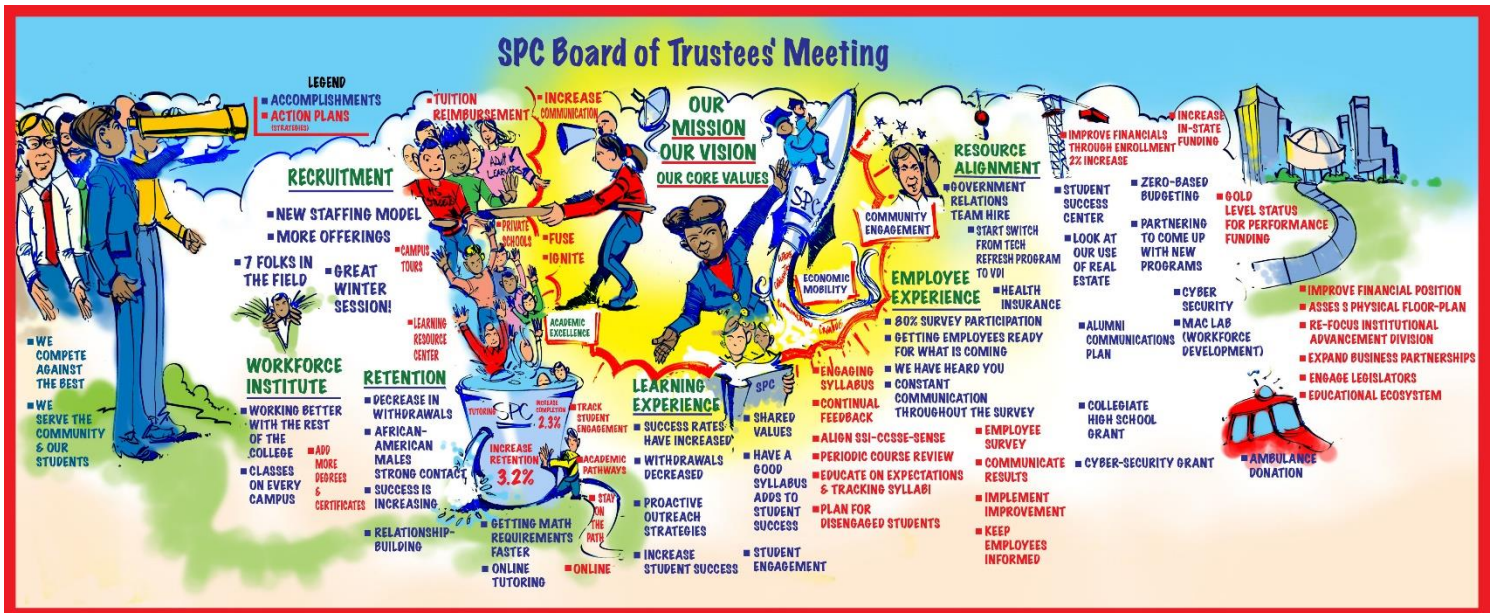 SPC Board of Trustees' Meeting
LEGEND
ACCOMPLISHMENTS
ACTION PLANS
(STRATEGIES)
WE
COMPETE
AGAINST
THE BEST
WE
SERVE THE
COMMUNITY
& OUR
STUDENTS
RECRUITMENT
NEW STAFFING MODEL
MORE OFFERINGS
7 FOLKS IN
THE FIELD
GREAT
WINTER
SESSION!
TUITION
REIMBURSEMENT
ADULT
LEARNERS
CAMPUS
TOURS
PRIVATE
SCHOOLS
LEARNING
RESOURCE
CENTER
WORKFORCE
INSTITUTE
WORKING BETTER
WITH THE REST
OF THE
COLLEGE
CLASSES
ON EVERY
CAMPUS
ADD
MORE
DEGREES
&
CERTIFICATES
RETENTION
DECREASE IN
WITHDRAWALS
AFRICAN-
AMERICAN
MALES
STRONG CONTACT
SUCCESS IS
INCREASING
RELATIONSHIP-
BUILDING
TUTORING
SPC
INCREASE
COMPLETION
2.3%
INCREASE
RETENTION
3.2%
TRACK
STUDENT
ENGAGEMENT
ACADEMIC
PATHWAYS
STAY
ON
THE
PATH
GETTING MATH
REQUIREMENTS
FASTER
ONLINE
TUTORING
ONLINE
INCREASE
COMMUNICATION
FUSE
IGNITE
ACADEMIC
EXCELLENCE
OUR
MISSION
OUR VISION
OUR CORE VALUES
SPC
ECONOMIC
MOBILITY
COMMUNITY
ENGAGEMENT
LEARNING
EXPERIENCE
SUCCESS RATES
HAVE INCREASED
WITHDRAWALS
DECREASED
PROACTIVE
OUTREACH
STRATEGIES
INCREASE
STUDENT SUCCESS
SPC
SHARED
VALUES
HAVE A
GOOD
SYLLABUS
ADDS TO
STUDENT
SUCCESS
STUDENT
ENGAGEMENT
ENGAGING
SYLLABUS
CONTINUAL
FEEDBACK
ALIGN SSI-CCSSE-SENSE
PERIODIC COURSE REVIEW
EDUCATE ON EXPECTATIONS
& TRACKING SYLLABI
PLAN FOR
DISENGAGED STUDENTS
EMPLOYEE
EXPERIENCE
HEALTH
INSURANCE
80% SURVEY PARTICIPATION
GETTING EMPLOYEES READY
FOR WHAT IS COMING
WE HAVE HEARD YOU
CONSTANT
COMMUNICATION
THROUGHOUT THE SURVEY
EMPLOYEE
SURVEY
COMMUNICATE
RESULTS
IMPLEMENT
IMPROVEMENT
KEEP
EMPLOYEES
INFORMED
RESOURCE
ALIGNMENT
GOVERNMENT
RELATIONS
TEAM HIRE
START SWITCH
FROM TECH
REFRESH PROGRAM
TO VDI
IMPROVE FINANCIALS
THROUGH ENROLLMENT
2% INCREASE
INCREASE
IN-STATE
FUNDING
STUDENT
SUCCESS
CENTER
LOOK AT
OUR USE
OF REAL
ESTATE
ZERO-BASED
BUDGETING
PARTNERING
TO COME UP
WITH NEW
PROGRAMS
GOLD
LEVEL STATUS
FOR PERFORMANCE
FUNDING
CYBER
SECURITY
MAC LAB
(WORKFORCE
DEVELOPMENT)
ALUMNI
COMMUNICATIONS
PLAN
COLLEGIATE
HIGH SCHOOL
GRANT
CYBER-SECURITY GRANT
AMBULANCE
DONATION
IMPROVE FINANCIAL POSITION
ASSES S PHYSICAL FLOOR-PLAN
RE-FOCUS INSTITUTIONAL
ADVANCEMENT DIVISION
EXPAND BUSINESS PARTNERSHIPS
ENGAGE LEGISLATORS
EDUCATIONAL ECOSYSTEM